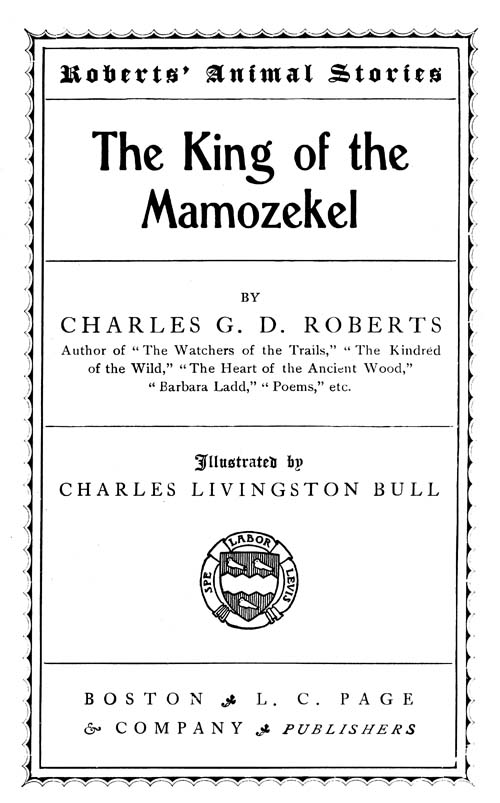 Roberts' Animal Stories
The King of the
Mamozekel
BY
CHARLES G. D. ROBERTS
Author of “The Watchers of the Trails,” “The Kindred
of the Wild,” “The Heart of the Ancient Wood,”
“Barbara Ladd,” “Poems,” etc.
Illustrated by
CHARLES LIVINGSTON BULL
SPE LABOR LEVIS
BOSTON L. C. PAGE
& COMPANY PUBLISHERS